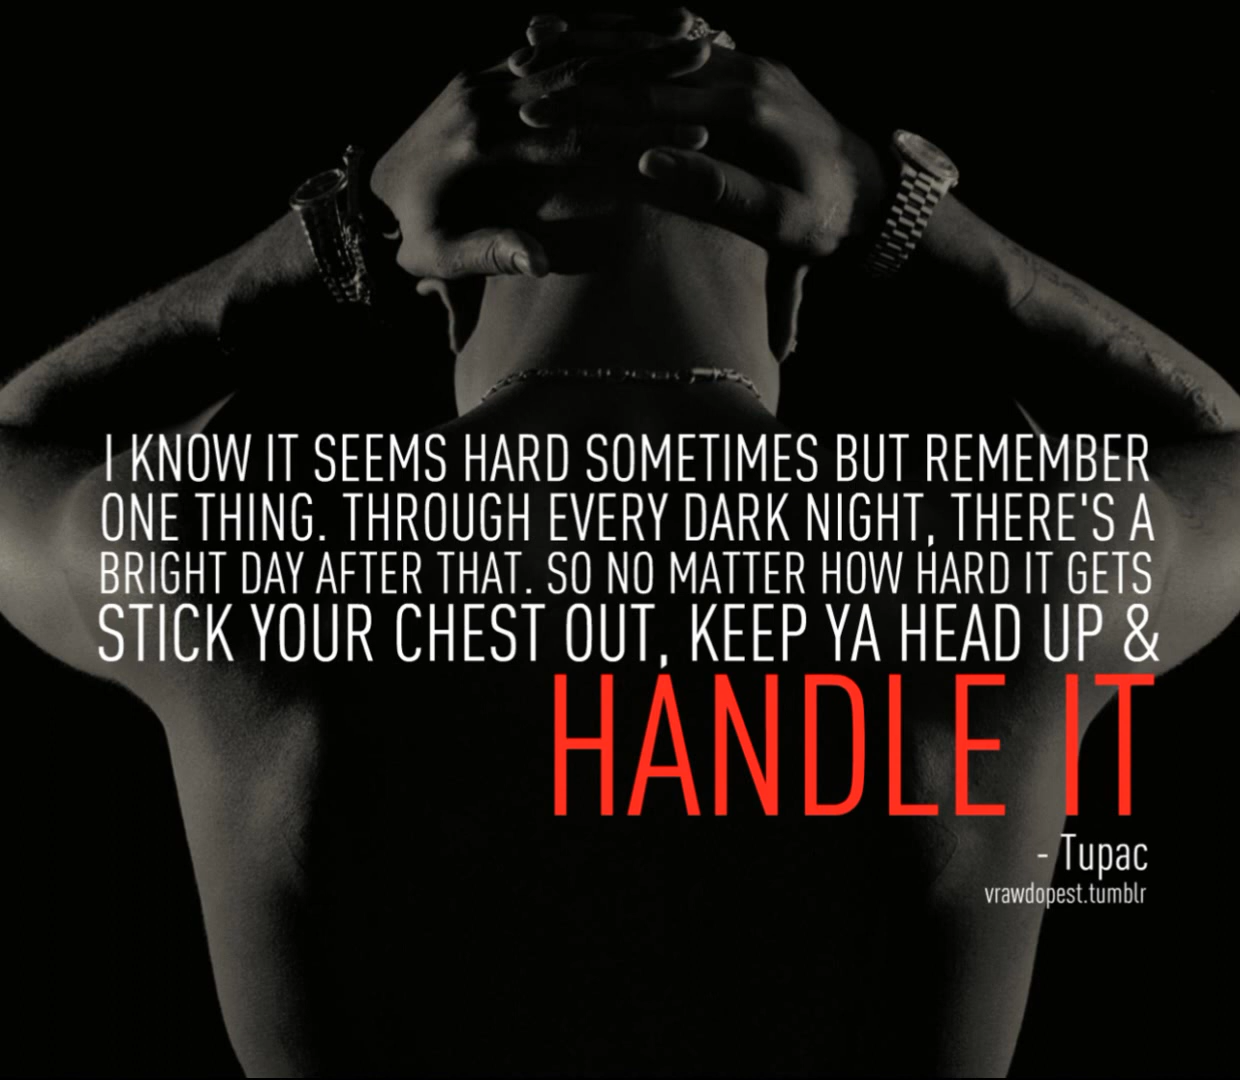 I KNOW IT SEEMS HARD SOMETIMES BUT REMEMBER
ONE THING. THROUGH EVERY DARK NIGHT, THERE'S A
BRIGHT DAY AFTER THAT. SO NO MATTER HOW HARD IT GETS
STICK YOUR CHEST OUT, KEEP YA HEAD UP &
HANDLE IT
- Tupac
vrawdopest.tumblr